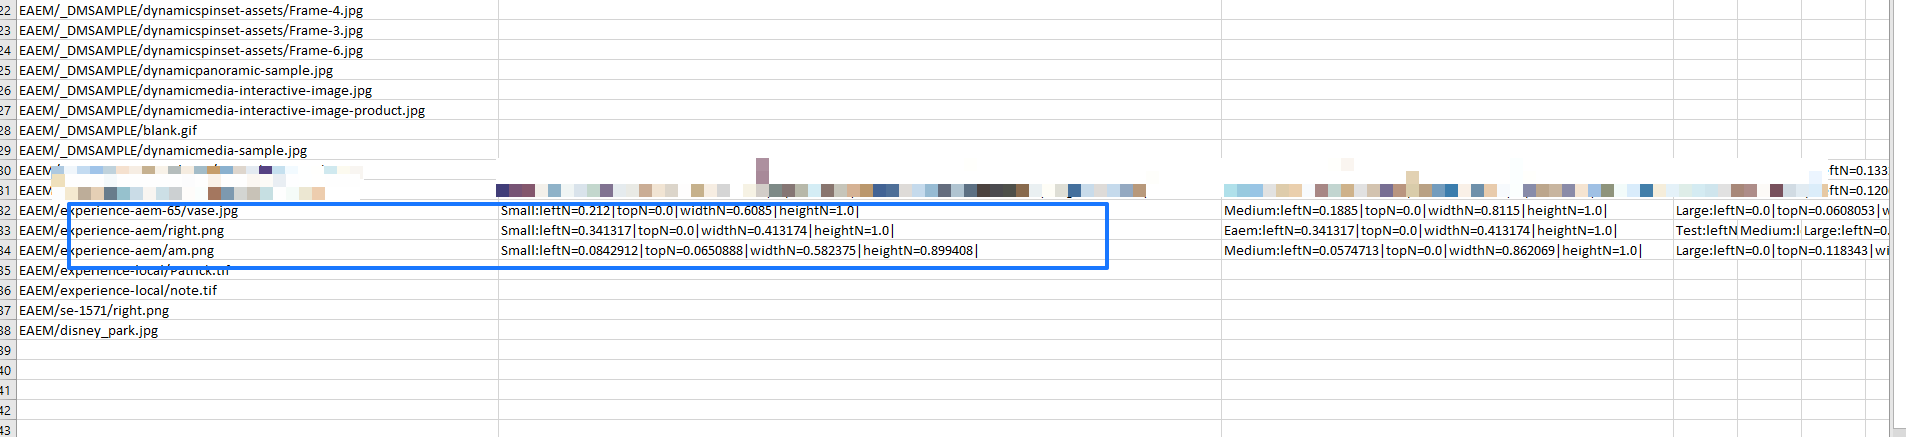 22 EAEM/_DMSAMPLE/dynamicspinset-assets/Frame-4.jpg
23 EAEM/_DMSAMPLE/dynamicspinset-assets/Frame-3.jpg
24 EAEM/_DMSAMPLE/dynamicspinset-assets/Frame-6.jpg
25 EAEM/_DMSAMPLE/dynamicpanoramic-sample.jpg
26 EAEM/_DMSAMPLE/dynamicmedia-interactive-image.jpg
27 EAEM/_DMSAMPLE/dynamicmedia-interactive-image-product.jpg
28 EAEM/_DMSAMPLE/blank.gif
29 EAEM/_DMSAMPLE/dynamicmedia-sample.jpg
30 EAEM/ ftN=0.133
31 EAEM ftN=0.120
32 EAEM/experience-aem-65/vase.jpg Small:leftN=0.212|topN=0.0|widthN=0.6085|heightN=1.0| Medium:leftN=0.1885|topN=0.0|widthN=0.8115|heightN=1.0| Large:leftN=0.0|topN=0.0608053|w
33 EAEM/experience-aem/right.png Small:leftN=0.341317|topN=0.0|widthN=0.413174|heightN=1.0| Eaem:leftN=0.341317|topN=0.0|widthN=0.413174|heightN=1.0| Test:leftN Medium:l Large:leftN=0.
34 EAEM/experience-aem/am.png Small:leftN=0.0842912|topN=0.0650888|widthN=0.582375|heightN=0.899408| Medium:leftN=0.0574713|topN=0.0|widthN=0.862069|heightN=1.0| Large:leftN=0.0|topN=0.118343|wi
35 EAEM/experience-local/Patrick.tif
36 EAEM/experience-local/note.tif
37 EAEM/se-1571/right.png
38 EAEM/disney_park.jpg
39
40
41
42
43